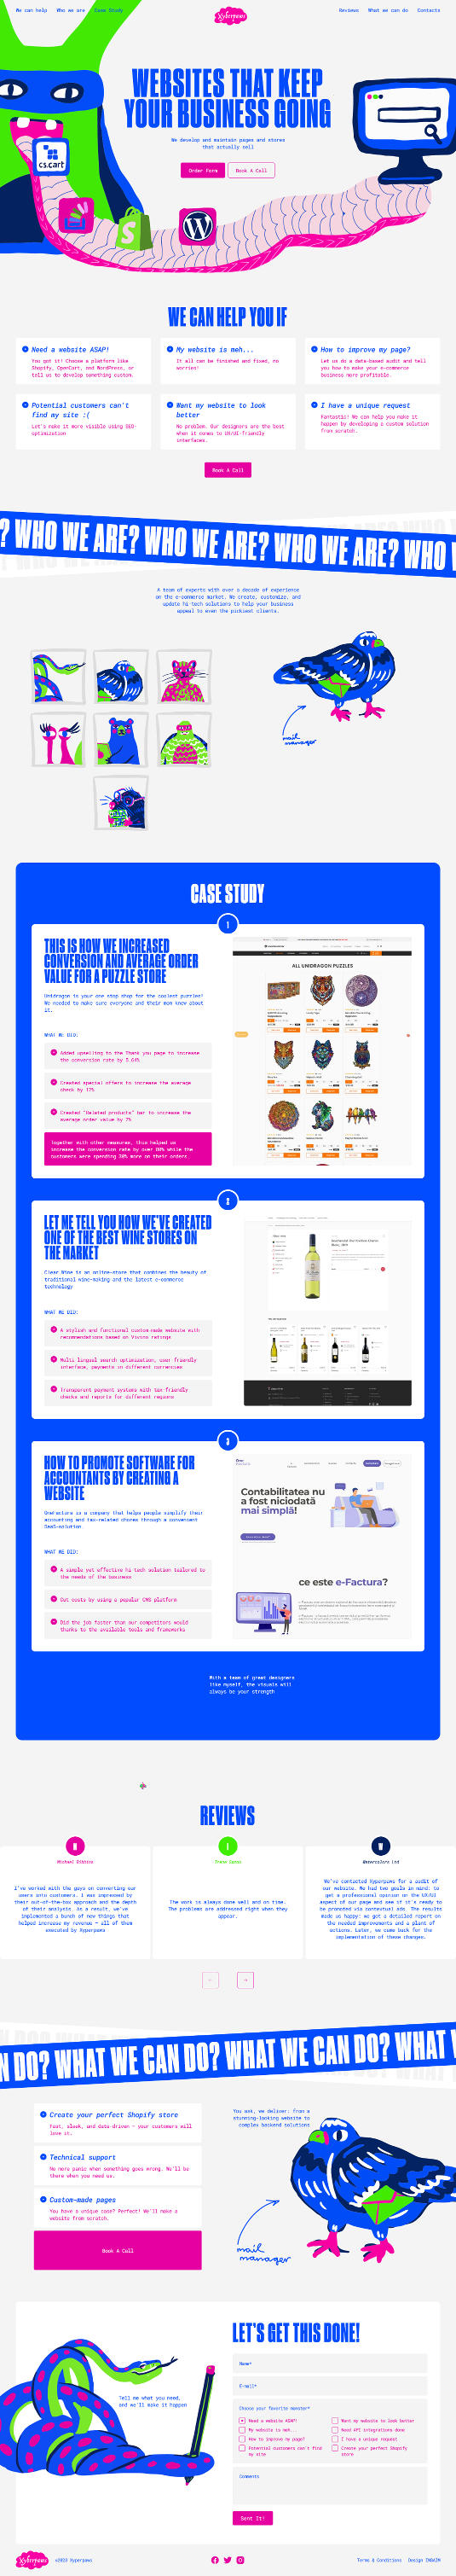 We can help Who we are Case Study
Xyperpaws
Reviews What we can do Contacts
WEBSITES THAT KEEP
YOUR BUSINESS GOING
We develop and maintain pages and stores
that actually sell
Order Form Book A Call
CS.Cart
WE CAN HELP YOU IF
Need a website ASAP!
You got it! Choose a platform like
Shopify, OpenCart, and WordPress, or
tell us to develop something custom.
My website is meh...
It all can be finished and fixed, no
worries!
How to improve my page?
Let us do a data-based audit and tell
you how to make your e-commerce
business more profitable.
Potential customers can't
find my site :(
Let's make it more visible using SEO-
optimization
Want my website to look
better
No problem. Our designers are the best
when it comes to UX/UI-friendly
interfaces.
I have a unique request
Fantastic! We can help you make it
happen by developing a custom solution
from scratch.
Book A Call
? WHO WE ARE? WHO WE ARE? WHO WE ARE? WHO
A team of experts with over a decade of experience
on the e-commerce market. We create, customize, and
update hi-tech solutions to help your business
appeal to even the pickiest clients.
mail
manager
CASE STUDY
1
THIS IS HOW WE INCREASED
CONVERSION AND AVERAGE ORDER
VALUE FOR A PUZZLE STORE
Unidragon is your one stop shop for the coolest puzzles!
We needed to make sure everyone and their mom knew about
it.
WHAT WE DID:
Added upselling to the Thank you page to increase
the conversion rate by 5.64%
Created special offers to increase the average
check by 17%
Created "Related products" bar to increase the
average order value by 7%
Together with other measures, this helped us
increase the conversion rate by over 60% while the
customers were spending 30% more on their orders.
ALL UNIDRAGON PUZZLES
2
LET ME TELL YOU HOW WE'VE CREATED
ONE OF THE BEST WINE STORES ON
THE MARKET
Clear Wine is an online-store that combines the beauty of
traditional wine-making and the latest e-commerce
technology
WHAT WE DID:
A stylish and functional custom-made website with
recommendations based on Vivino ratings
Multi lingual search optimization, user friendly
interface, payments in different currencies
Transparent payment systems with tax-friendly
checks and reports for different regions
3
HOW TO PROMOTE SOFTWARE FOR
ACCOUNTANTS BY CREATING A
WEBSITE
OneFactura is a company that helps people simplify their
accounting and tax-related chores through a convenient
SaaS-solution
WHAT WE DID:
A simple yet effective hi tech solution tailored to
the needs of the business
Cut costs by using a popular CMS platform
Did the job faster than our competitors would
thanks to the available tools and frameworks
Contabilitatea nu
a fost niciodată
mai simplă!
ce este e-Factura?
With a team of great designers
like myself, the visuals will
always be your strength
REVIEWS
I've worked with the guys on converting our
users into customers. I was impressed by
their out-of-the-box approach and the depth
of their analysis. As a result, we've
implemented a bunch of new things that
helped increase my revenue – all of them
executed by Xyperpaws
The work is always done well and on time.
The problems are addressed right when they
appear.
Watercolors Ltd
We've contacted Xyperpaws for a audit of
our website. We had two goals in mind: to
get a professional opinion on the UX/UI
aspect of our page and see if it's ready to
be promoted via contextual ads. The results
made us happy: we got a detailed report on
the needed improvements and a plan of
actions. Later, we came back for the
implementation of these changes.
N DO? WHAT WE CAN DO? WHAT WE CAN DO? WHAT
Create your perfect Shopify store
Fast, sleek, and data-driven – your customers will
love it.
Technical support
No more panic when something goes wrong. We'll be
there when you need us.
Custom-made pages
You have a unique case? Perfect! We'll make a
website from scratch.
Book A Call
You ask, we deliver: from a
stunning-looking website to
complex backend solutions
mail
manager
Tell me what you need,
and we'll make it happen
LET'S GET THIS DONE!
Name*
E-mail*
Choose your favorite monster*
Need a website ASAP!
My website is meh...
How to improve my page?
Potential customers can't find
my site
Want my website to look better
Need API integrations done
I have a unique request
Create your perfect Shopify
store
Comments
Sent It!
Xyperpaws
Terms & Conditions